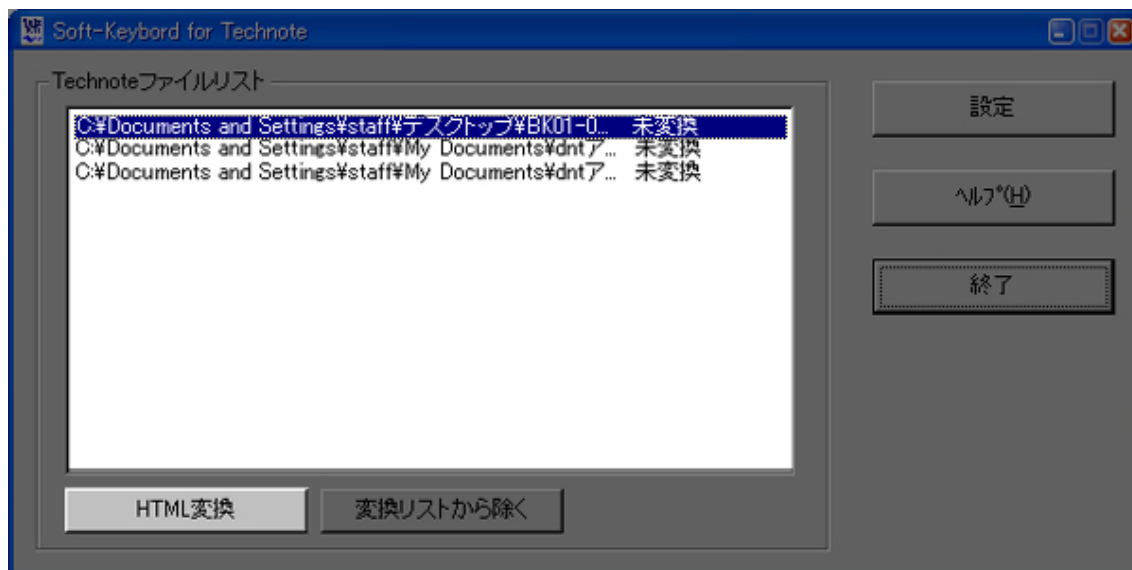 Soft-Keybord for Technote
Technoteファイルリスト
C:¥Documents and Settings¥staff¥デスクトップ¥BK01-0... 未変換
C:¥Documents and Settings¥staff¥My Documents¥dntア... 未変換
C:¥Documents and Settings¥staff¥My Documents¥dntア... 未変換
設定
ﾍﾙﾌﾟ(H)
終了
HTML変換
変換リストから除く